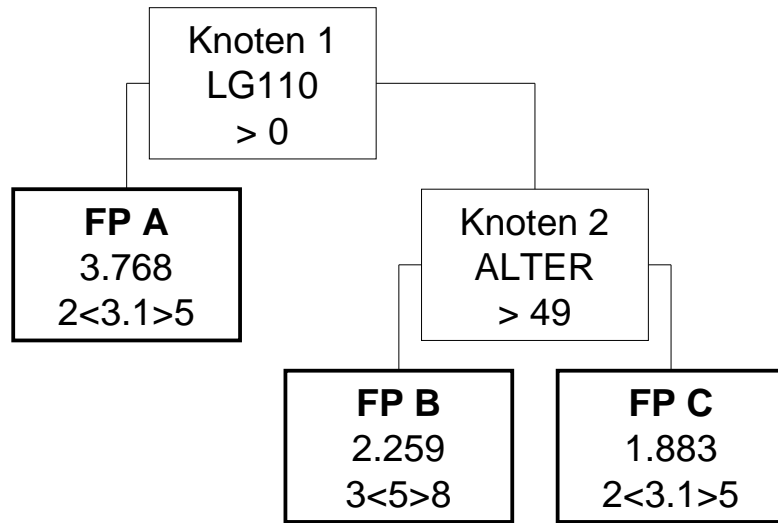 Knoten 1
LG110
> 0
FP A
3.768
2<3.1>5
Knoten 2
ALTER
> 49
FP B
2.259
3<5>8
FP C
1.883
2<3.1>5